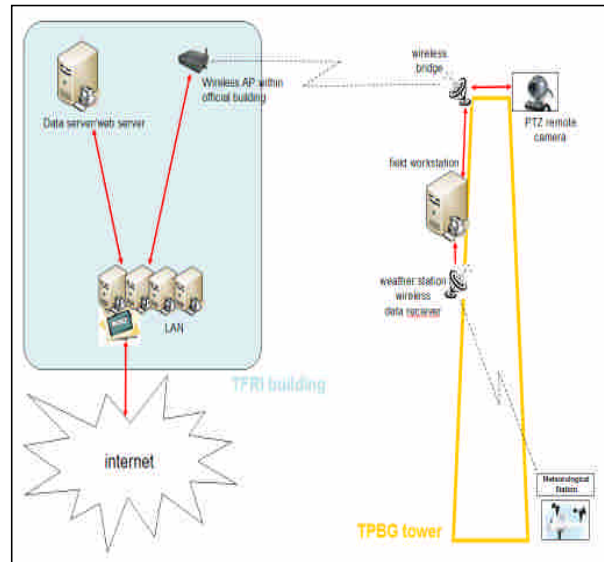 Data server/web server
Wireless AP within
official building
LAN
TFRI building
internet
wireless
bridge
PTZ remote
camera
field workstation
weather station
wireless
data receiver
Meteorological
Station
TPBG tower